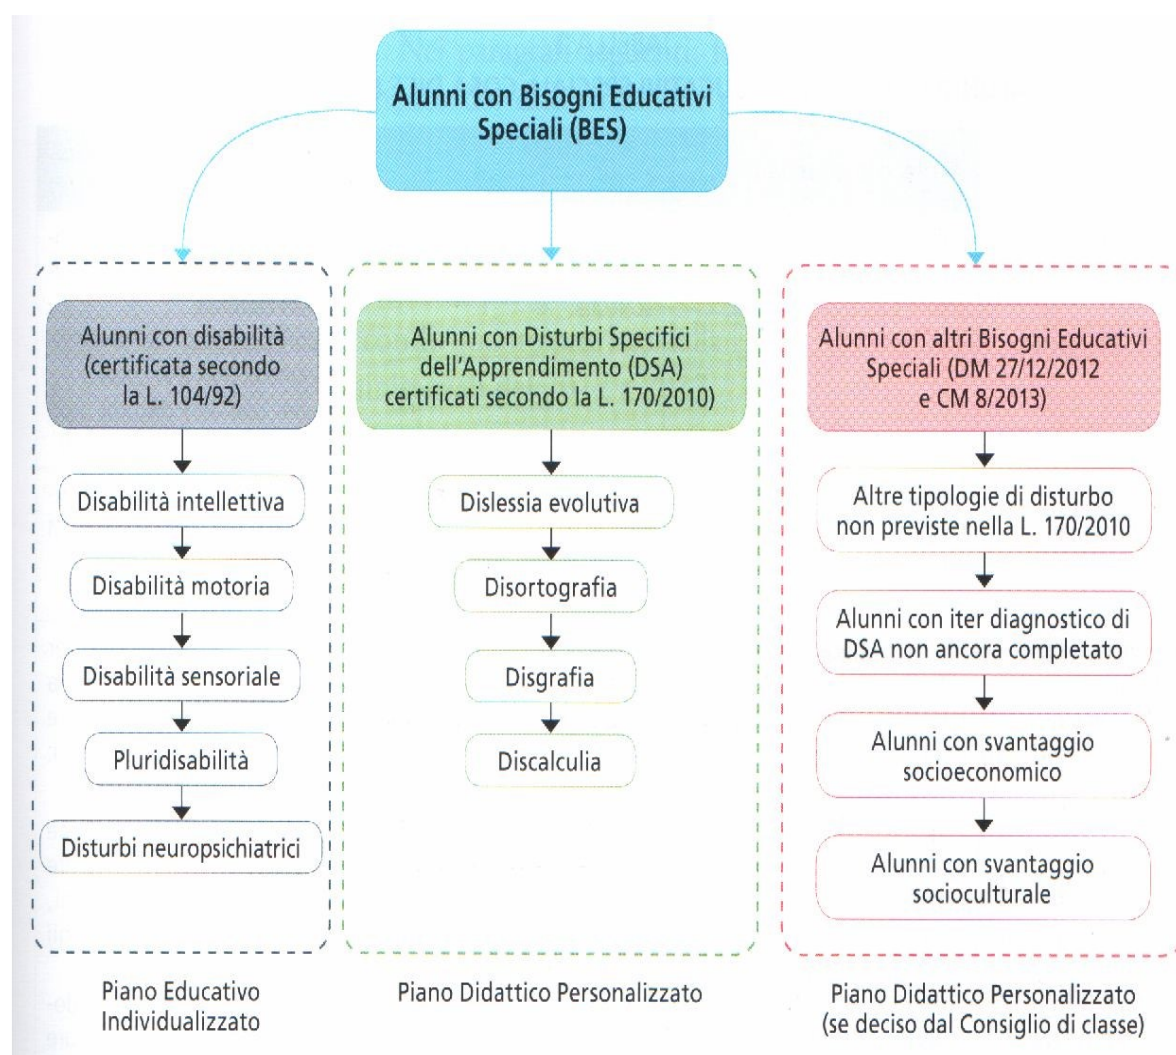 Alunni con Bisogni Educativi
Speciali (BES)
Alunni con disabilità
(certificata secondo
la L. 104/92)
Disabilità intellettiva
Disabilità motoria
Disabilità sensoriale
Pluridisabilità
Disturbi neuropsichiatrici
Piano Educativo
Individualizzato
Alunni con Disturbi Specifici
dell'Apprendimento (DSA)
certificati secondo la L. 170/2010)
Dislessia evolutiva
Disortografia
Disgrafia
Discalculia
Piano Didattico Personalizzato
Alunni con altri Bisogni Educativi
Speciali (DM 27/12/2012
e CM 8/2013)
Altre tipologie di disturbo
non previste nella L. 170/2010
Alunni con iter diagnostico di
DSA non ancora completato
Alunni con svantaggio
socioeconomico
Alunni con svantaggio
socioculturale
Piano Didattico Personalizzato
(se deciso dal Consiglio di classe)